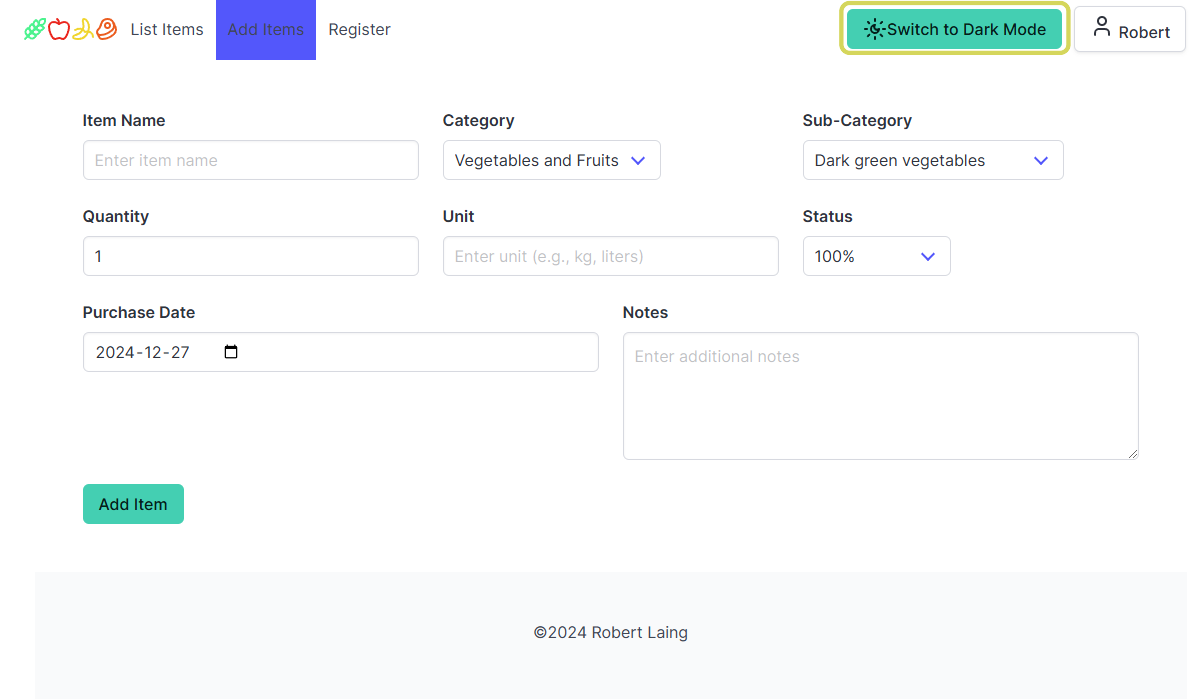 List Items Add Items Register Switch to Dark Mode Robert
Item Name Category Sub-Category
Enter item name Vegetables and Fruits Dark green vegetables
Quantity Unit Status
1 Enter unit (e.g., kg, liters) 100%
Purchase Date Notes
2024-12-27 Enter additional notes
Add Item
©2024 Robert Laing